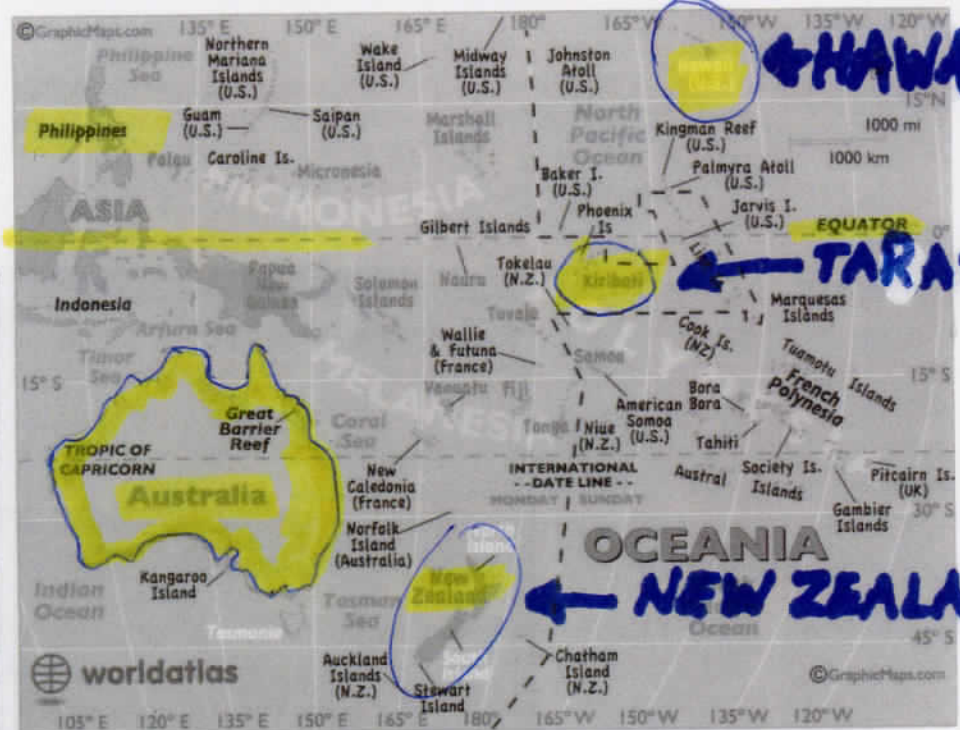 ©GraphicMaps.com
135° E
150° E
165° E
180°
165° W
150° W
135° W
120° W
Philippine
Sea
Northern
Mariana
Islands
(U.S.)
Wake
Island
(U.S.)
Midway
Islands
(U.S.)
Johnston
Atoll
(U.S.)
HAWA
15°N
Philippines
Guam
(U.S.)
Saipan
(U.S.)
Marshall
Islands
North
Pacific
Ocean
Kingman Reef
(U.S.)
1000 mi
1000 km
Palau
Caroline Is.
Micronesia
MICRONESIA
Baker I.
(U.S.)
Palmyra Atoll
(U.S.)
ASIA
Gilbert Islands
Phoenix
Is
Jarvis I.
(U.S.)
EQUATOR
0°
Papua
New
Guinea
Solomon
Islands
Nauru
Tokelau
(N.Z.)
Kiribati
TARA
Indonesia
Arfurn Sea
Tuvalu
Marquesas
Islands
Timor
Sea
MELANESIA
Wallie
& Futuna
(France)
Samoa
Cook Is.
(NZ)
Tuamotu Islands
15° S
15° S
French
Polynesia
Great
Barrier
Reef
Coral
Sea
Vanuatu
Fiji
American
Somoa
(U.S.)
Bora
Bora
TROPIC OF
CAPRICORN
Tonga
Niue
(N.Z.)
Tahiti
Australia
New
Caledonia
(France)
INTERNATIONAL
- - DATE LINE - -
MONDAY SUNDAY
Austral
Islands
Society Is.
Pitcairn Is.
(UK)
Gambier
Islands
30° S
Norfolk
Island
(Australia)
OCEANIA
Kangaroo
Island
Indian
Ocean
Tasman
Sea
New
Zealand
NEW ZEALA
Ocean
Tasmania
45° S
worldatlas
Auckland
Islands
(N.Z.)
Stewart
Island
Chatham
Island
(N.Z.)
©GraphicMaps.com
105° E
120° E
135° E
150° E
165° E
180°
165° W
150° W
135° W
120° W